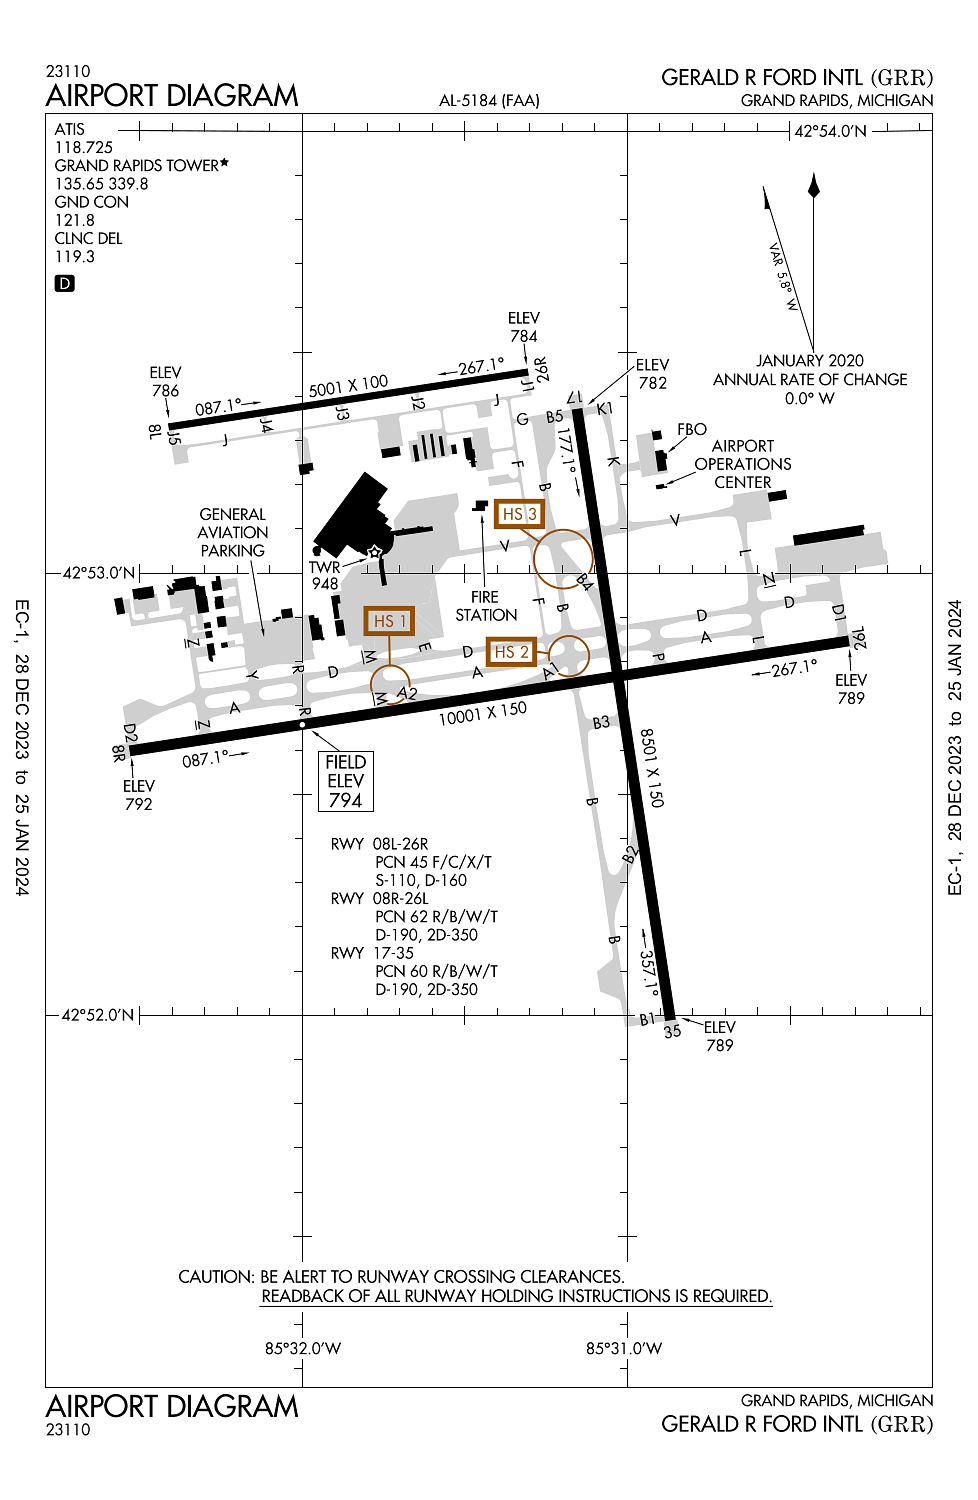 23110
AIRPORT DIAGRAM
AL-5184 (FAA)
GERALD R FORD INTL (GRR)
GRAND RAPIDS, MICHIGAN
ATIS
118.725
GRAND RAPIDS TOWER★
135.65 339.8
GND CON
121.8
CLNC DEL
119.3
D
42°54.0'N
VAR 5.8° W
JANUARY 2020
ANNUAL RATE OF CHANGE
0.0° W
ELEV
784
ELEV
782
ELEV
786
26R
267.1°
5001 X 100
087.1°
8L
J5
J
J4
J3
J2
J
J1
G
B5
17
K1
177.1°
K
F
B
FBO
AIRPORT
OPERATIONS
CENTER
HS 3
GENERAL
AVIATION
PARKING
V
V
L
TWR
948
42°53.0'N
FIRE
STATION
B4
N
F
B
D
D
D1
HS 1
HS 2
A
L
26L
Z
E
M
D
A
A1
P
Y
R
D
M
A2
267.1°
ELEV
789
A
Z
R
10001 X 150
B3
D2
8R
087.1°
ELEV
792
FIELD
ELEV
794
8501 X 150
B
B2
RWY 08L-26R
PCN 45 F/C/X/T
S-110, D-160
RWY 08R-26L
PCN 62 R/B/W/T
D-190, 2D-350
RWY 17-35
PCN 60 R/B/W/T
D-190, 2D-350
B
357.1°
42°52.0'N
B1
35
ELEV
789
CAUTION: BE ALERT TO RUNWAY CROSSING CLEARANCES.
READBACK OF ALL RUNWAY HOLDING INSTRUCTIONS IS REQUIRED.
85°32.0'W
85°31.0'W
AIRPORT DIAGRAM
23110
GRAND RAPIDS, MICHIGAN
GERALD R FORD INTL (GRR)
EC-1, 28 DEC 2023 to 25 JAN 2024
EC-1, 28 DEC 2023 to 25 JAN 2024